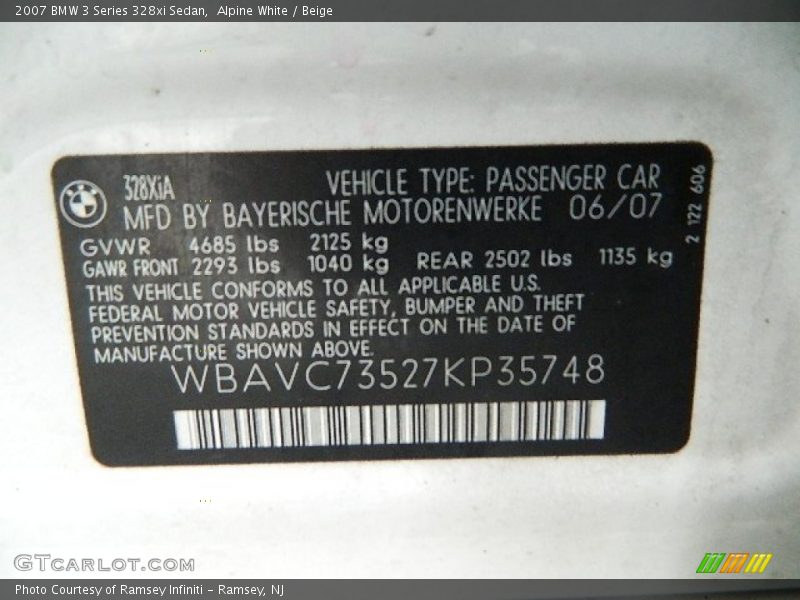 2007 BMW 3 Series 328xi Sedan,  Alpine White / Beige
BMW
328XiA
VEHICLE TYPE: PASSENGER CAR
MFD BY BAYERISCHE MOTORENWERKE 06/07
GVWR 4685 lbs 2125 kg
GAWR FRONT 2293 lbs 1040 kg REAR 2502 lbs 1135 kg
THIS VEHICLE CONFORMS TO ALL APPLICABLE U.S.
FEDERAL MOTOR VEHICLE SAFETY, BUMPER AND THEFT
PREVENTION STANDARDS IN EFFECT ON THE DATE OF
MANUFACTURE SHOWN ABOVE.
WBAVC73527KP35748
2 122 606
GTCARLOT.COM
Photo Courtesy of Ramsey Infiniti - Ramsey, NJ